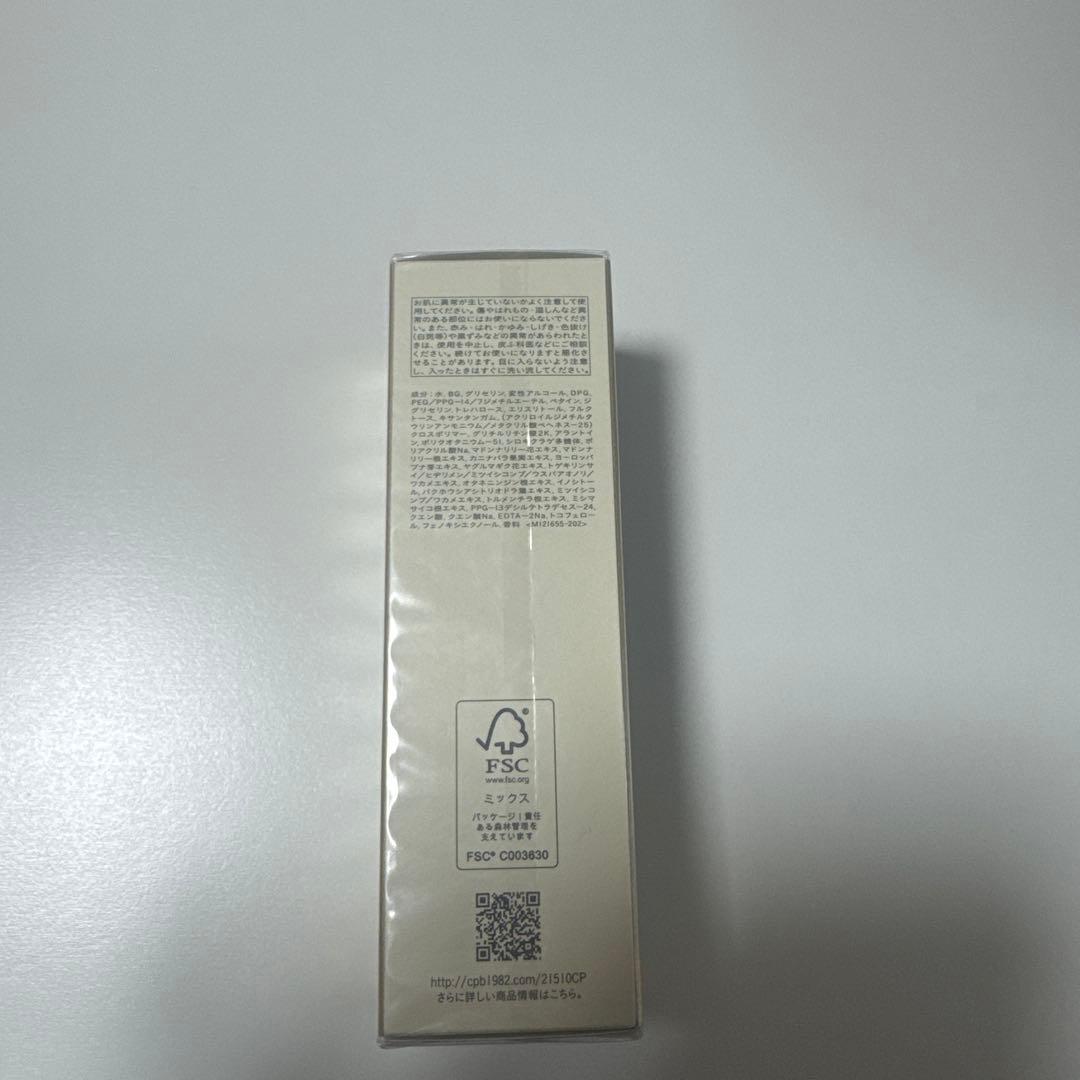 お肌に異常が生じていないかよく注意して使
用してください。傷やはれもの・湿しんなど異
常のある部位にはお使いにならないでくださ
い。また、赤み・はれ・かゆみ・しげき・色抜け
(白斑等)や黒ずみなどの異常があらわれたと
きは、使用を中止し、皮ふ科医などにご相談
ください。続けてお使いになりますと悪化さ
せることがあります。目に入らないよう注意
し、入ったときはすぐに洗い流してください。
成分:水,BG,グリセリン,変性アルコール,DPG,
PEG/PPG-14/7ジメチルエーテル,ベタイン,ジ
グリセリン,トレハロース,エリスリトール,フルク
トース,キサンタンガム,(アクリロイルジメチルタ
ウリンアンモニウム/メタクリル酸ベヘネス-25)
クロスポリマー,グリチルリチン酸2K,アラントイ
ン,ポリクオタニウム-51,シロキクラゲ多糖体,ポ
リアクリル酸Na,マドンナリリー花エキス,マドンナ
リリー根エキス,カニナバラ果実エキス,ヨーロッパ
ブナ芽エキス,ヤグルマギク花エキス,トゲキリンサ
イ/ヒヂリメン/ミツイシコンブ/ウスバアオノリ/
ワカメエキス,オタネニンジン根エキス,イノシトー
ル,バクホウシアシトリオドラ葉エキス,ミツイシコ
ンブ/ワカメエキス,トルメンチラ根エキス,ミシマ
サイコ根エキス,PPG-13デシルテトラデセス-24,
クエン酸,クエン酸Na,EDTA-2Na,トコフェロー
ル,フェノキシエタノール,香料 <M121655-202>
FSC®
www.fsc.org
ミックス
パッケージ|責任
ある森林管理を
支えています
FSC® C003630
http://cpb1982.com/21510CP
さらに詳しい商品情報はこちら。